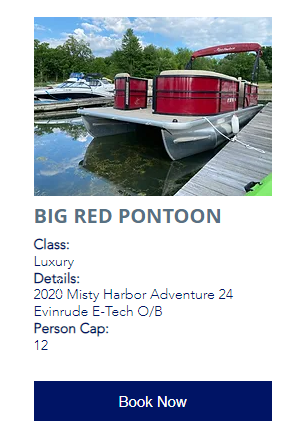 BIG RED PONTOON
Class:
Luxury
Details:
2020 Misty Harbor Adventure 24
Evinrude E-Tech O/B
Person Cap:
12
Book Now